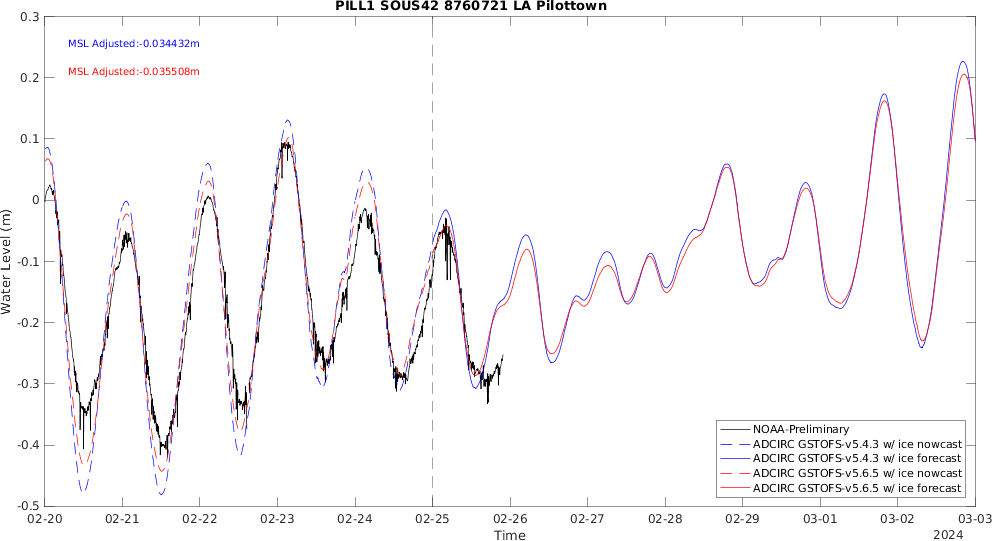 PILL1 SOUS42 8760721 LA Pilottown
MSL Adjusted:-0.034432m
MSL Adjusted:-0.035508m
Water Level (m)
0.3
0.2
0.1
0
-0.1
-0.2
-0.3
-0.4
-0.5
NOAA-Preliminary
ADCIRC GSTOFS-v5.4.3 w/ ice nowcast
ADCIRC GSTOFS-v5.4.3 w/ ice forecast
ADCIRC GSTOFS-v5.6.5 w/ ice nowcast
ADCIRC GSTOFS-v5.6.5 w/ ice forecast
02-20 02-21 02-22 02-23 02-24 02-25 02-26 02-27 02-28 02-29 03-01 03-02 03-03
Time
2024